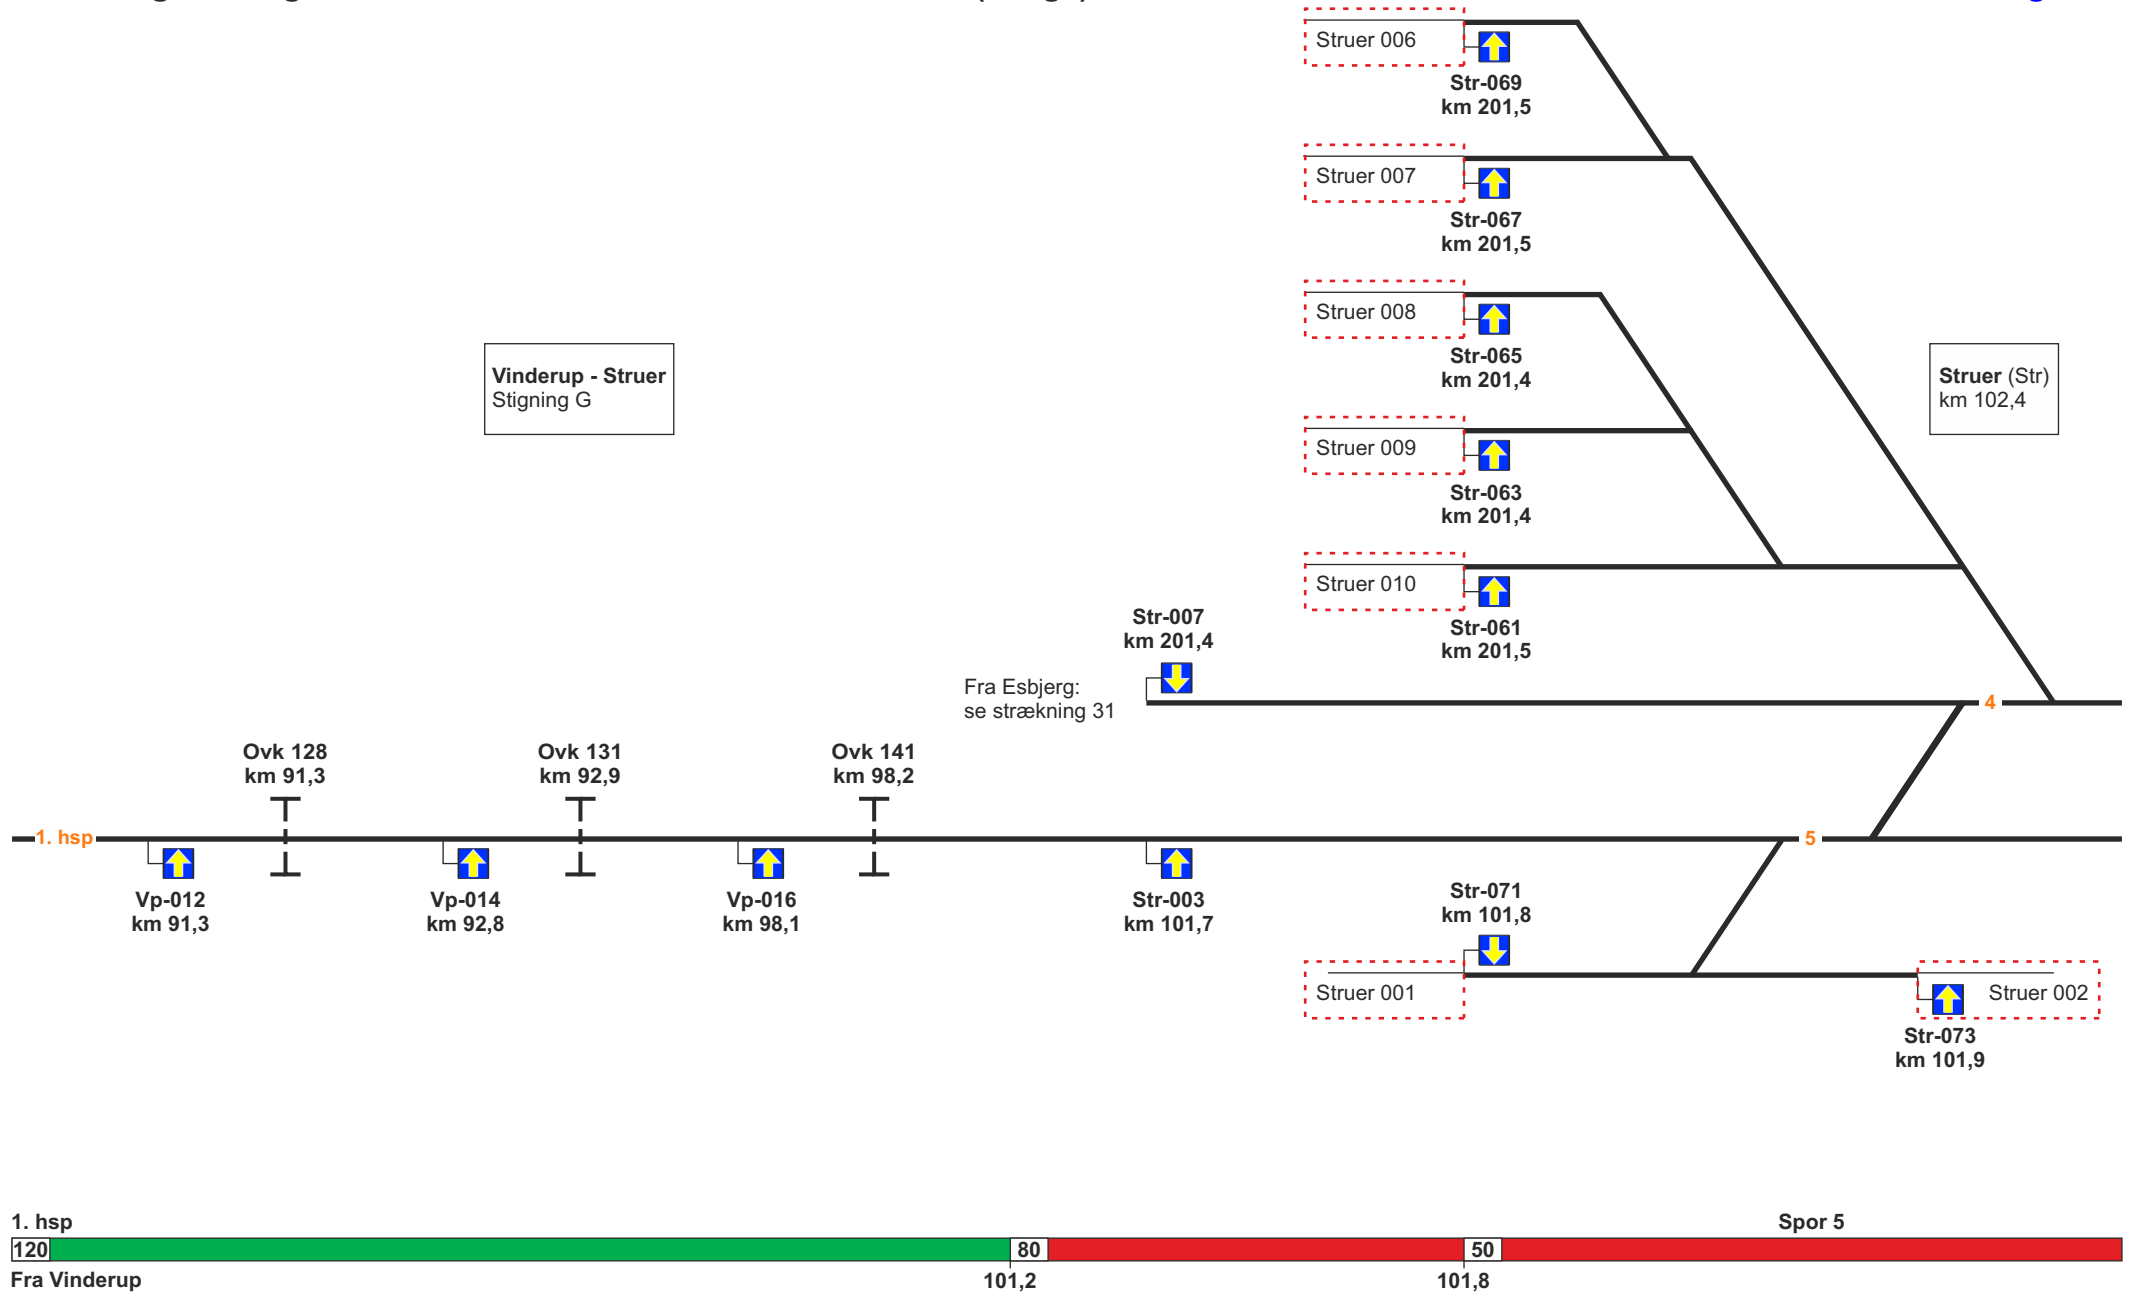 Struer 006
Str-069
km 201,5
Struer 007
Str-067
km 201,5
Struer 008
Str-065
km 201,4
Vinderup - Struer
Stigning G
Struer (Str)
km 102,4
Struer 009
Str-063
km 201,4
Struer 010
Str-061
km 201,5
Str-007
km 201,4
Fra Esbjerg:
se strækning 31
4
Ovk 128
km 91,3
Ovk 131
km 92,9
Ovk 141
km 98,2
1. hsp
5
Vp-012
km 91,3
Vp-014
km 92,8
Vp-016
km 98,1
Str-003
km 101,7
Str-071
km 101,8
Struer 001
Struer 002
Str-073
km 101,9
1. hsp
Spor 5
120
80
50
Fra Vinderup
101,2
101,8